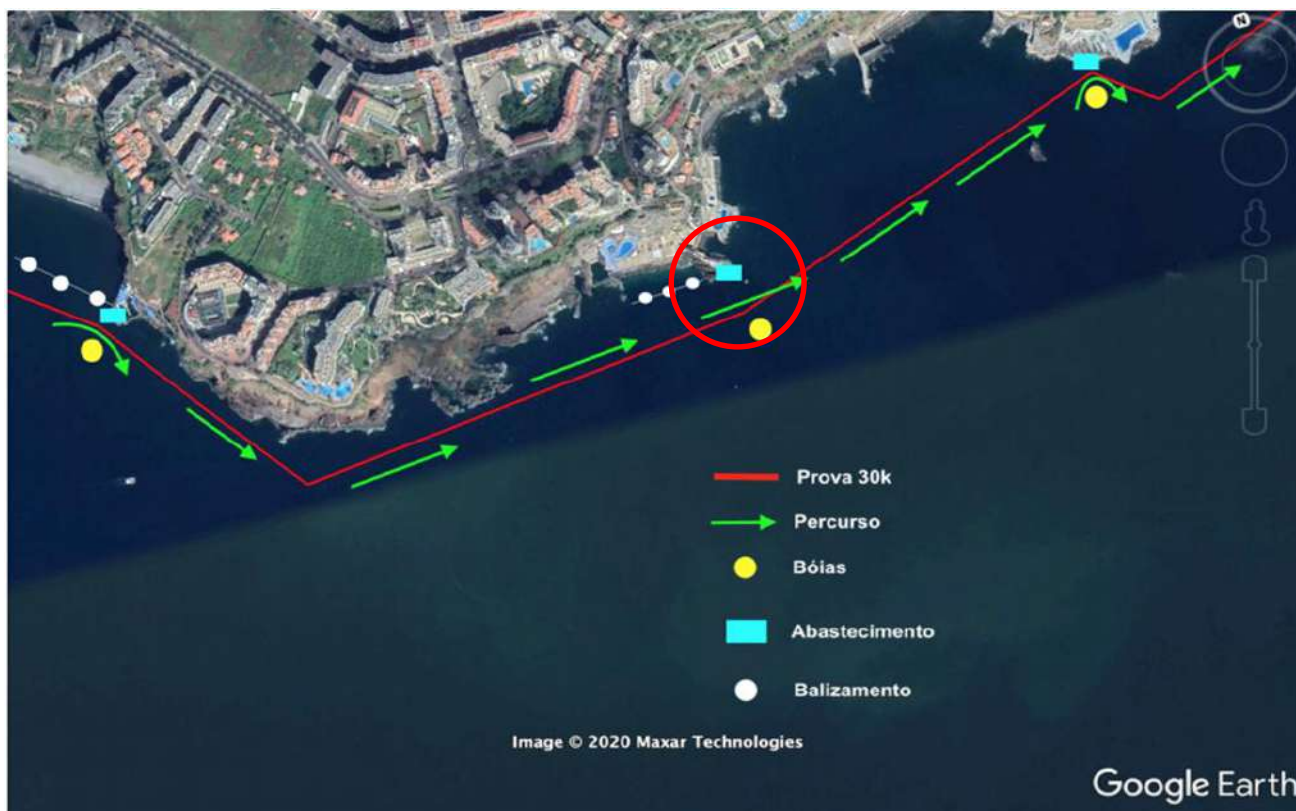 N
Prova 30k
Percurso
Bóias
Abastecimento
Balizamento
Image © 2020 Maxar Technologies
Google Earth